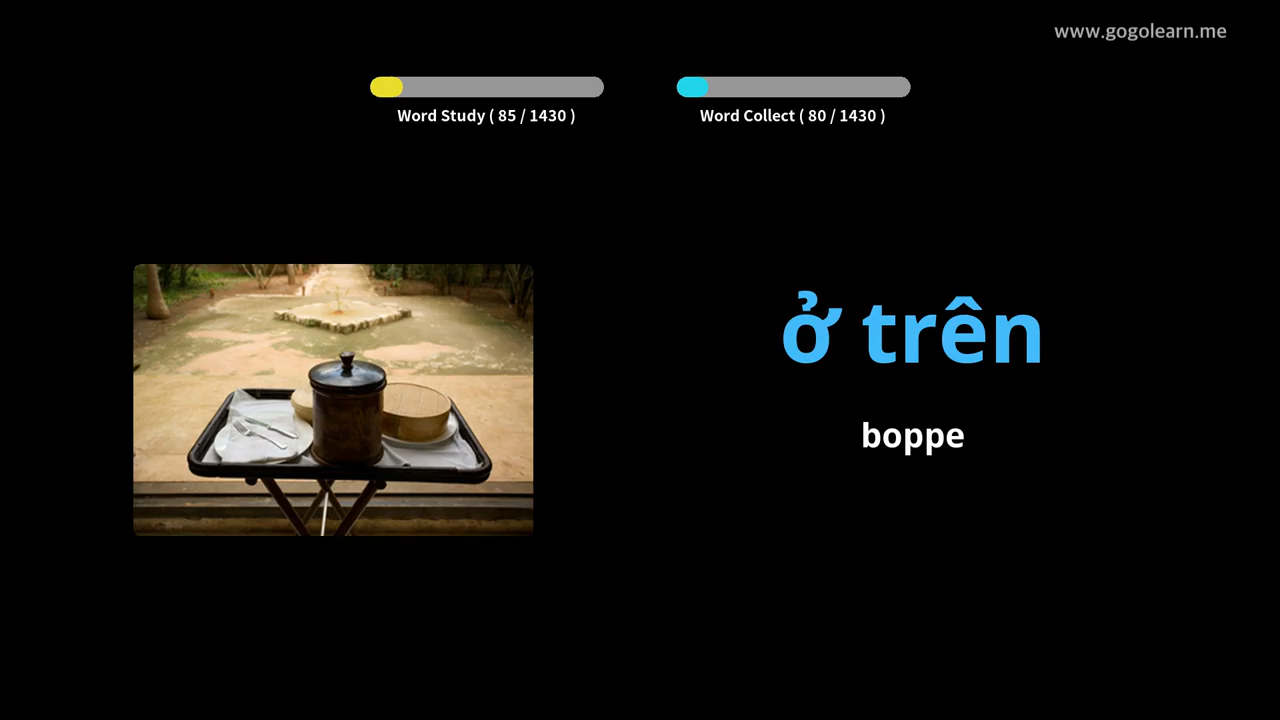 www.gogolearn.me
Word Study ( 85 / 1430 )
Word Collect ( 80 / 1430 )
ở trên
boppe